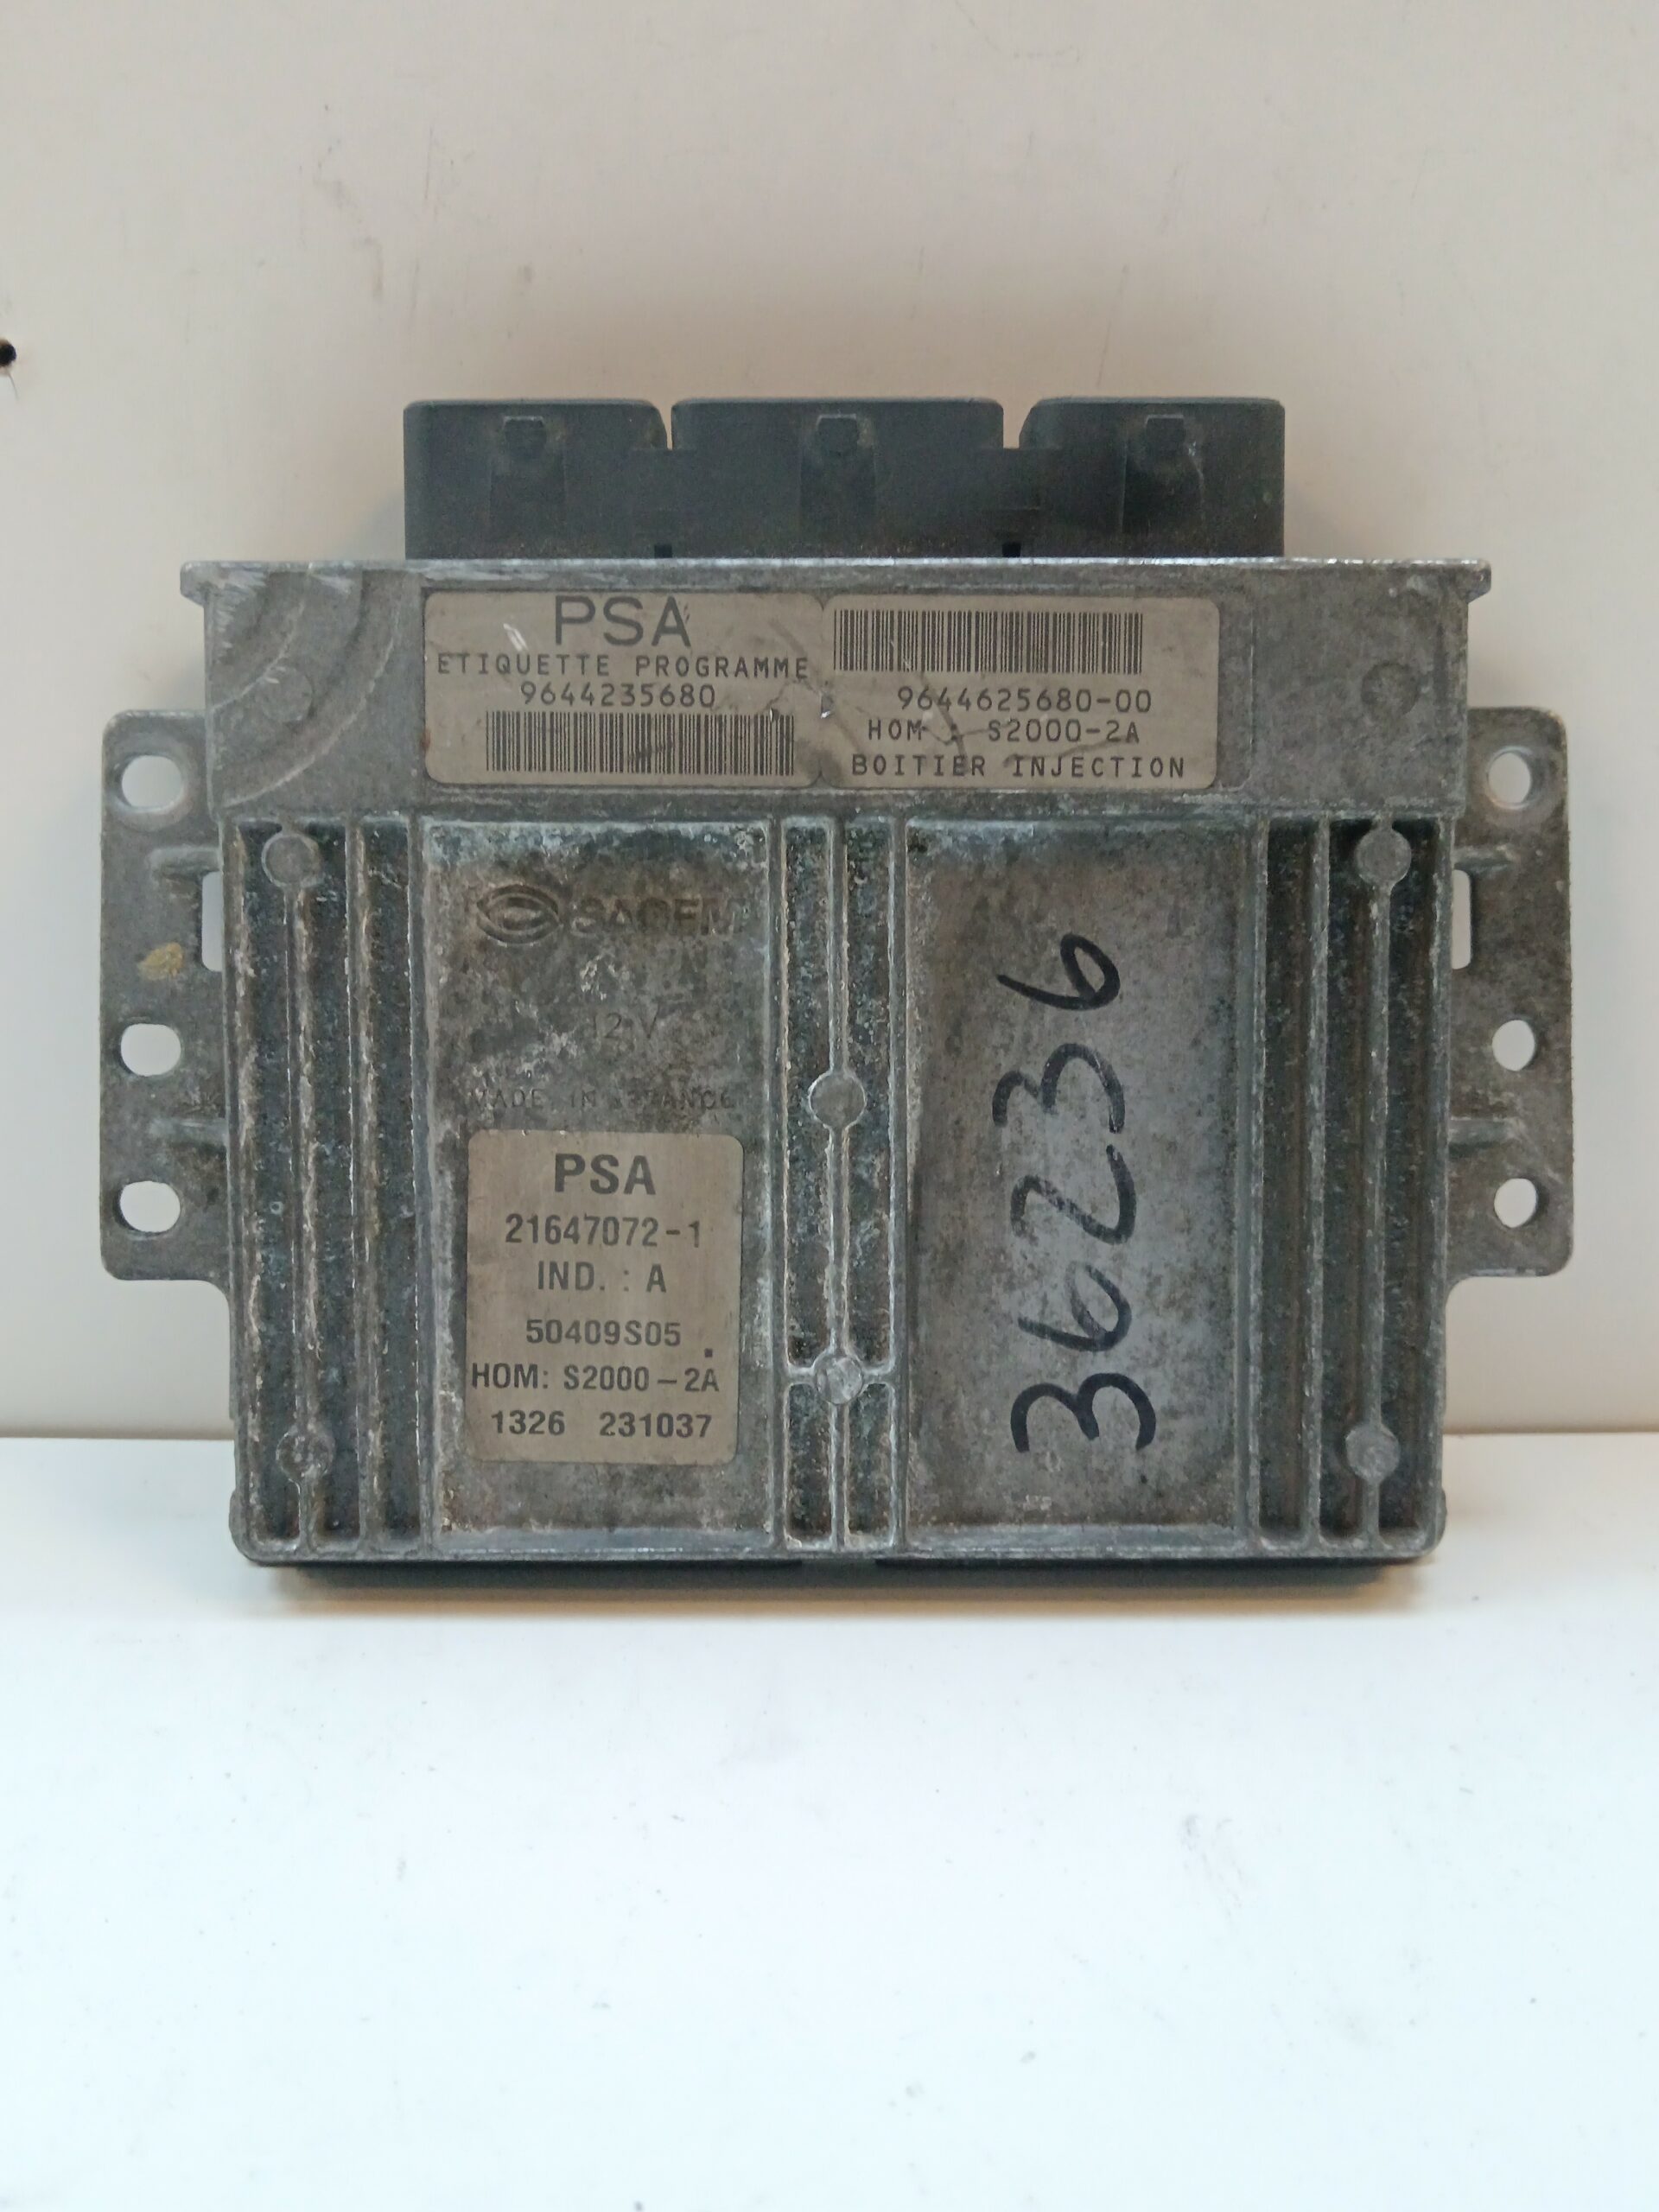 PSA
ETIQUETTE PROGRAMME
9644235680
9644625680-00
HOM : S2000-2A
BOITIER INJECTION
SAGEM
12 V
MADE IN FRANCE
PSA
21647072-1
IND. : A
50409S05
HOM: S2000-2A
1326 231037
36236